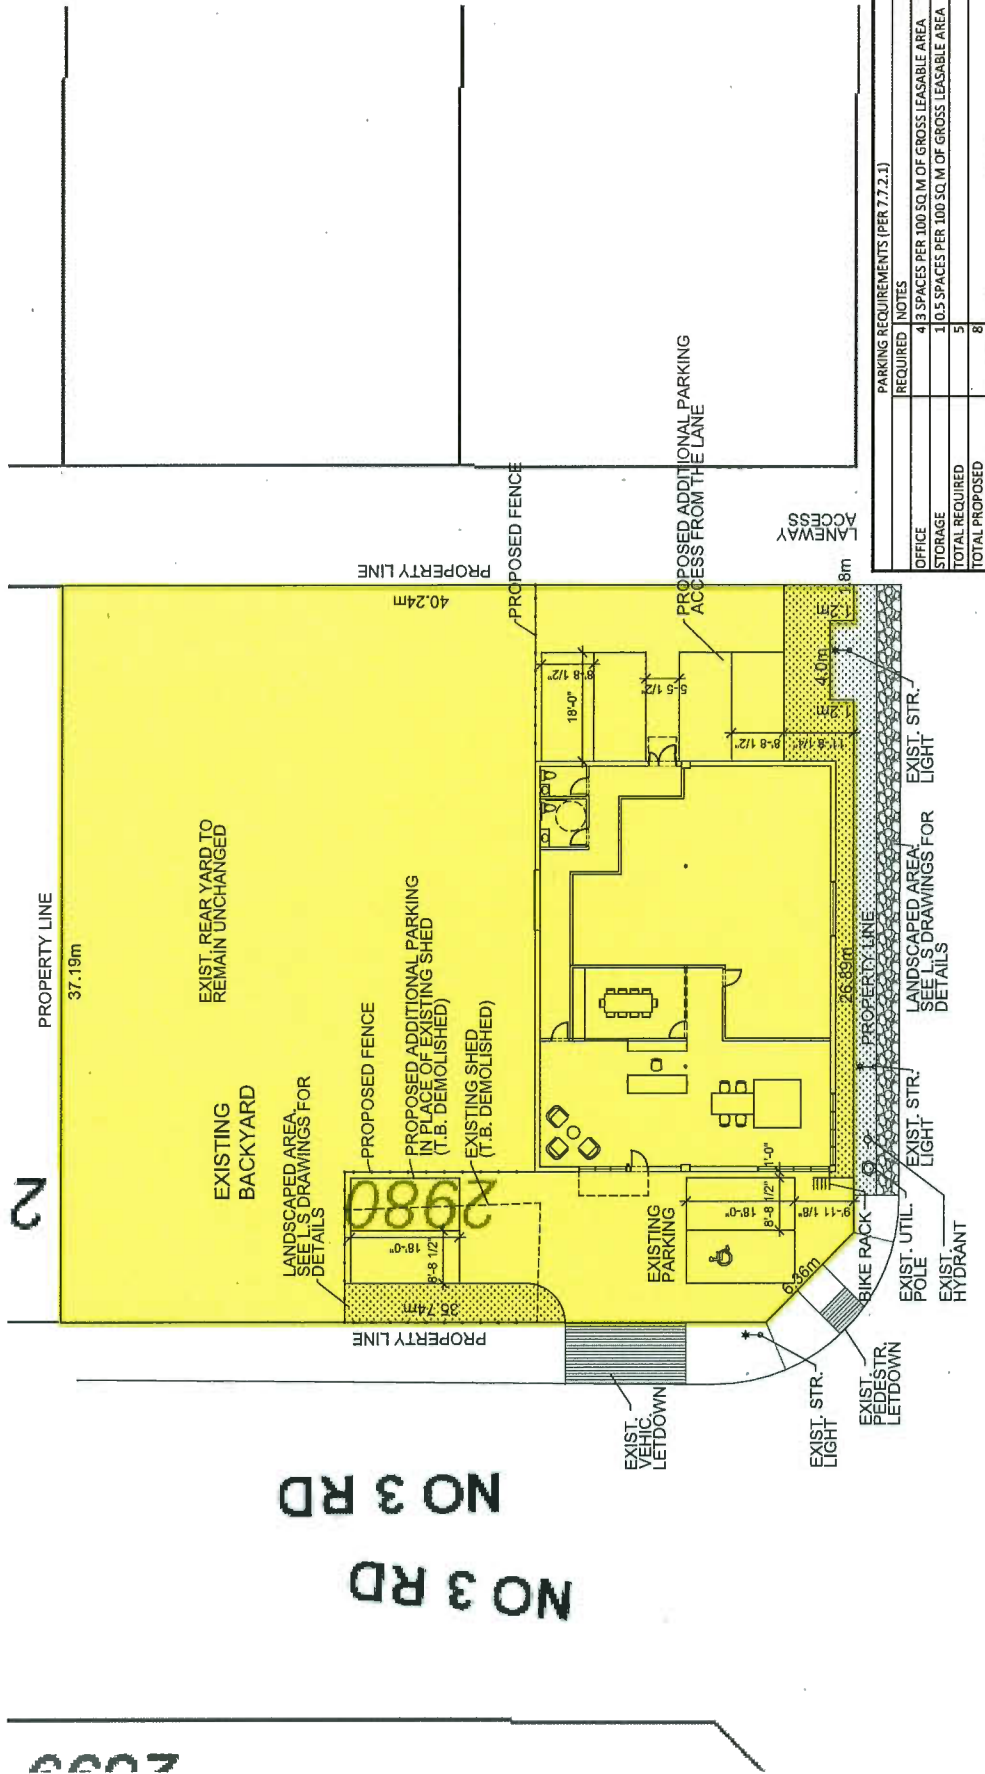 2
NO 3 RD
NO 3 RD
2980
PROPERTY LINE
37.19m
EXIST. REAR YARD TO
REMAIN UNCHANGED
EXISTING
BACKYARD
LANDSCAPED AREA.
SEE L.S DRAWINGS FOR
DETAILS
PROPOSED FENCE
PROPOSED ADDITIONAL PARKING
IN PLACE OF EXISTING SHED
(T.B. DEMOLISHED)
EXISTING SHED
(T.B. DEMOLISHED)
PROPERTY LINE
40.24m
PROPOSED FENCE
PROPOSED ADDITIONAL PARKING
ACCESS FROM THE LANE
LANEWAY
ACCESS
8'-8 1/2"
18'-0"
5'-5 1/2"
8'-8 1/2"
11'-8 1/4"
1.2m
4.0m
1.2m
1.8m
18'-0"
8'-8 1/2"
35.74m
PROPERTY LINE
EXISTING
PARKING
18'-0"
8'-8 1/2"
1'-0"
9'-11 1/8"
6.36m
26.89m
PROPERTY LINE
BIKE RACK
EXIST. UTIL.
POLE
EXIST.
HYDRANT
EXIST. STR.
LIGHT
LANDSCAPED AREA.
SEE L.S DRAWINGS FOR
DETAILS
EXIST. STR.
LIGHT
EXIST.
VEHIC.
LETDOWN
EXIST. STR.
LIGHT
EXIST.
PEDESTR.
LETDOWN
PARKING REQUIREMENTS (PER 7.7.2.1)
REQUIRED NOTES
OFFICE 4 3 SPACES PER 100 SQ M OF GROSS LEASABLE AREA
STORAGE 1 0.5 SPACES PER 100 SQ M OF GROSS LEASABLE AREA
TOTAL REQUIRED 5
TOTAL PROPOSED 8